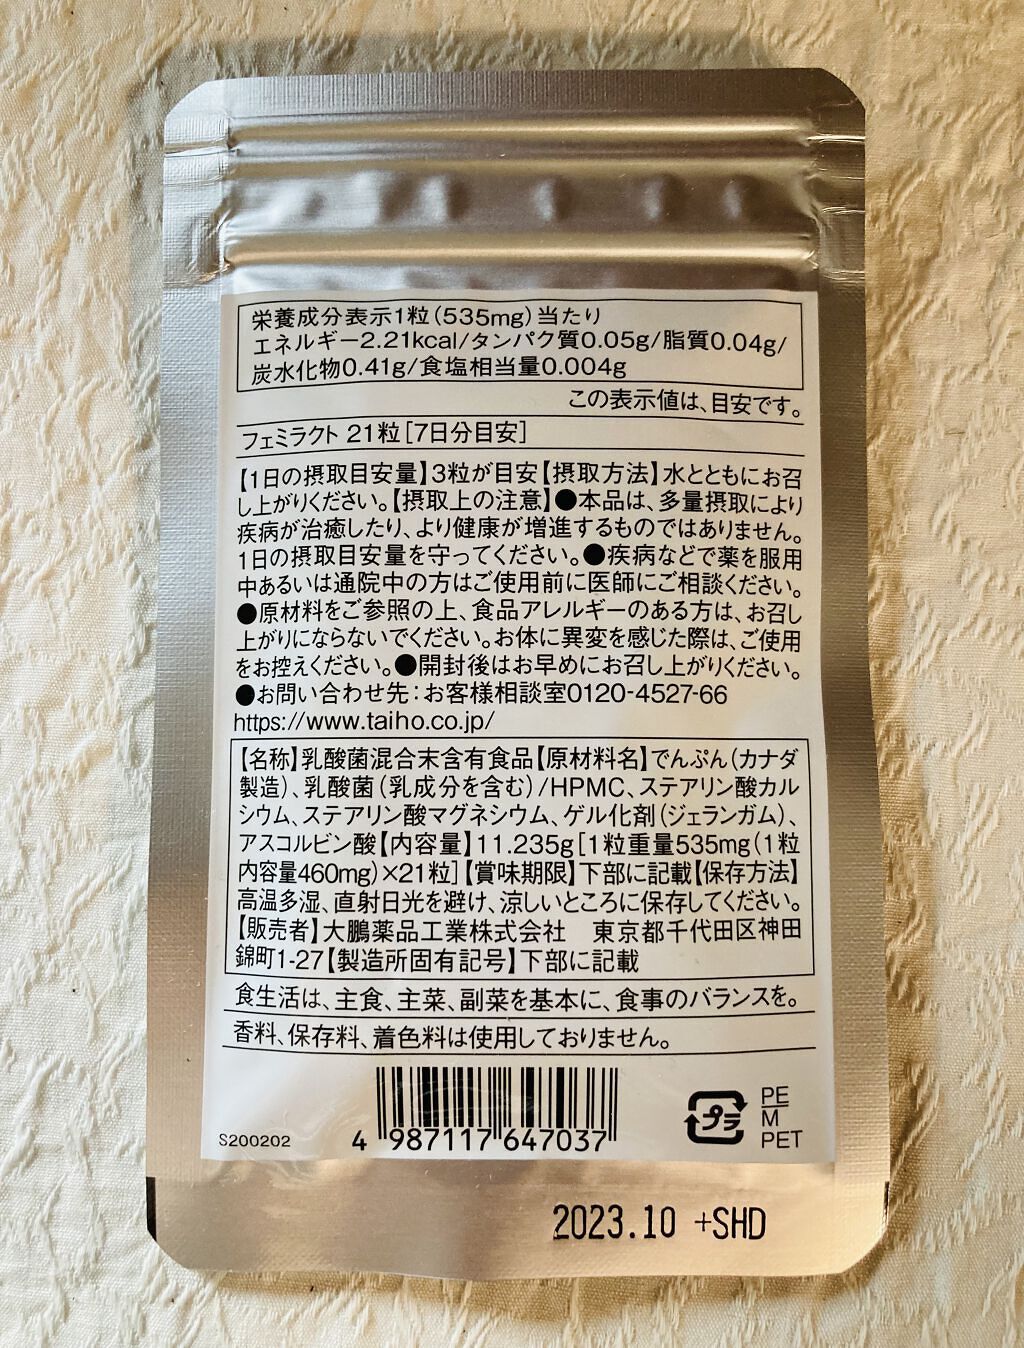 栄養成分表示1粒(535mg)当たり
エネルギー2.21kcal/タンパク質0.05g/脂質0.04g/
炭水化物0.41g/食塩相当量0.004g
この表示値は、目安です。
フェミラクト 21粒[7日分目安]
【1日の摂取目安量】3粒が目安【摂取方法】水とともにお召
し上がりください。【摂取上の注意】●本品は、多量摂取により
疾病が治癒したり、より健康が増進するものではありません。
1日の摂取目安量を守ってください。●疾病などで薬を服用
中あるいは通院中の方はご使用前に医師にご相談ください。
●原材料をご参照の上、食品アレルギーのある方は、お召し
上がりにならないでください。お体に異変を感じた際は、ご使用
をお控えください。●開封後はお早めにお召し上がりください。
●お問い合わせ先:お客様相談室0120-4527-66
https://www.taiho.co.jp/
【名称】乳酸菌混合末含有食品【原材料名】でんぷん(カナダ
製造)、乳酸菌(乳成分を含む)/HPMC、ステアリン酸カル
シウム、ステアリン酸マグネシウム、ゲル化剤(ジェランガム)、
アスコルビン酸【内容量】11.235g[1粒重量535mg(1粒
内容量460mg)×21粒]【賞味期限】下部に記載【保存方法】
高温多湿、直射日光を避け、涼しいところに保存してください。
【販売者】大鵬薬品工業株式会社 東京都千代田区神田
錦町1-27【製造所固有記号】下部に記載
食生活は、主食、主菜、副菜を基本に、食事のバランスを。
香料、保存料、着色料は使用しておりません。
S200202
4 987117 647037
プラ
PE
M
PET
2023.10 +SHD